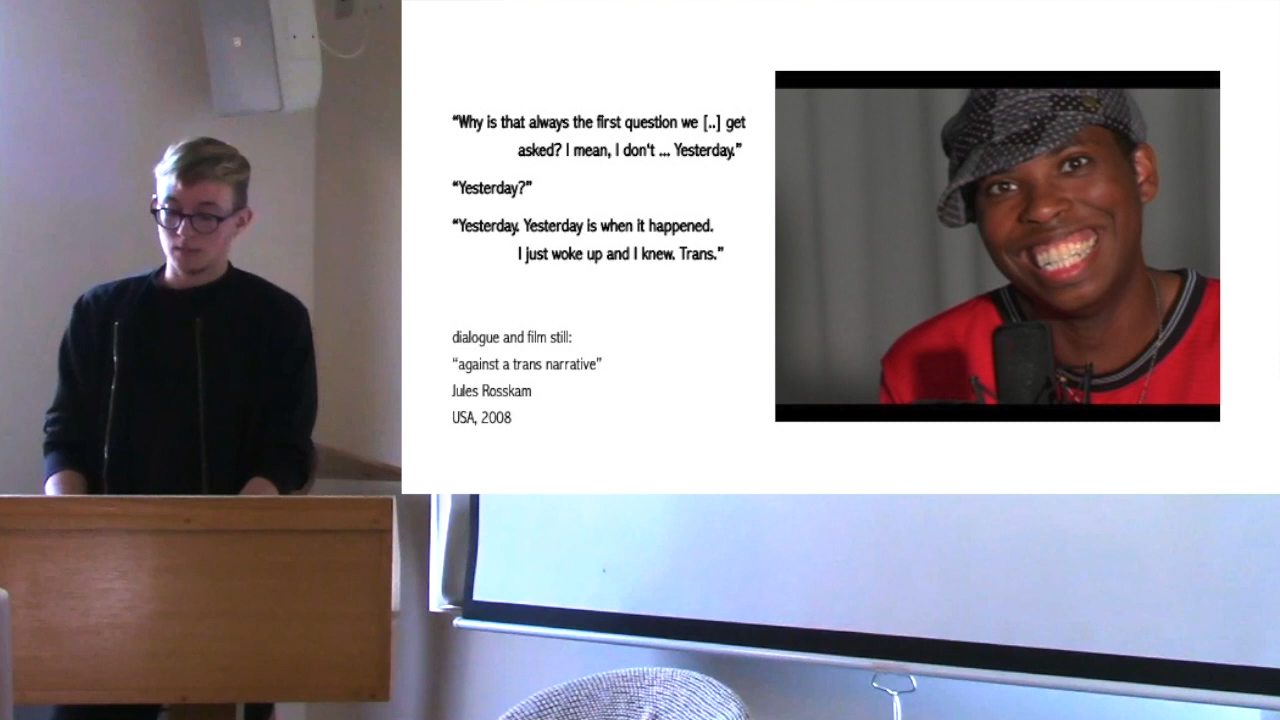 “Why is that always the first question we [..] get
asked? I mean, I don‘t ... Yesterday.”
“Yesterday?”
“Yesterday. Yesterday is when it happened.
I just woke up and I knew. Trans.”
dialogue and film still:
“against a trans narrative”
Jules Rosskam
USA, 2008